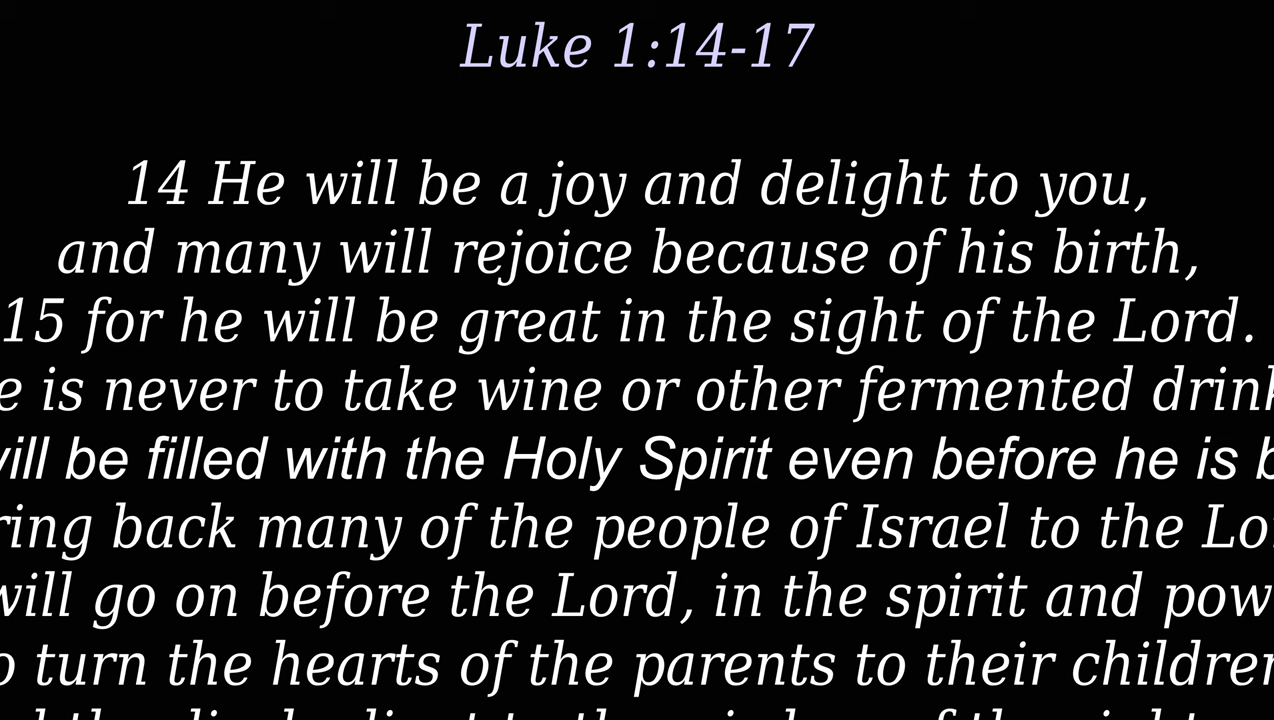 Luke 1:14-17
14 He will be a joy and delight to you,
and many will rejoice because of his birth,
15 for he will be great in the sight of the Lord.
is never to take wine or other fermented
will be filled with the Holy Spirit even before he is
back many of the people of Israel to the
will go on before the Lord, in the spirit and
turn the hearts of the parents to their children